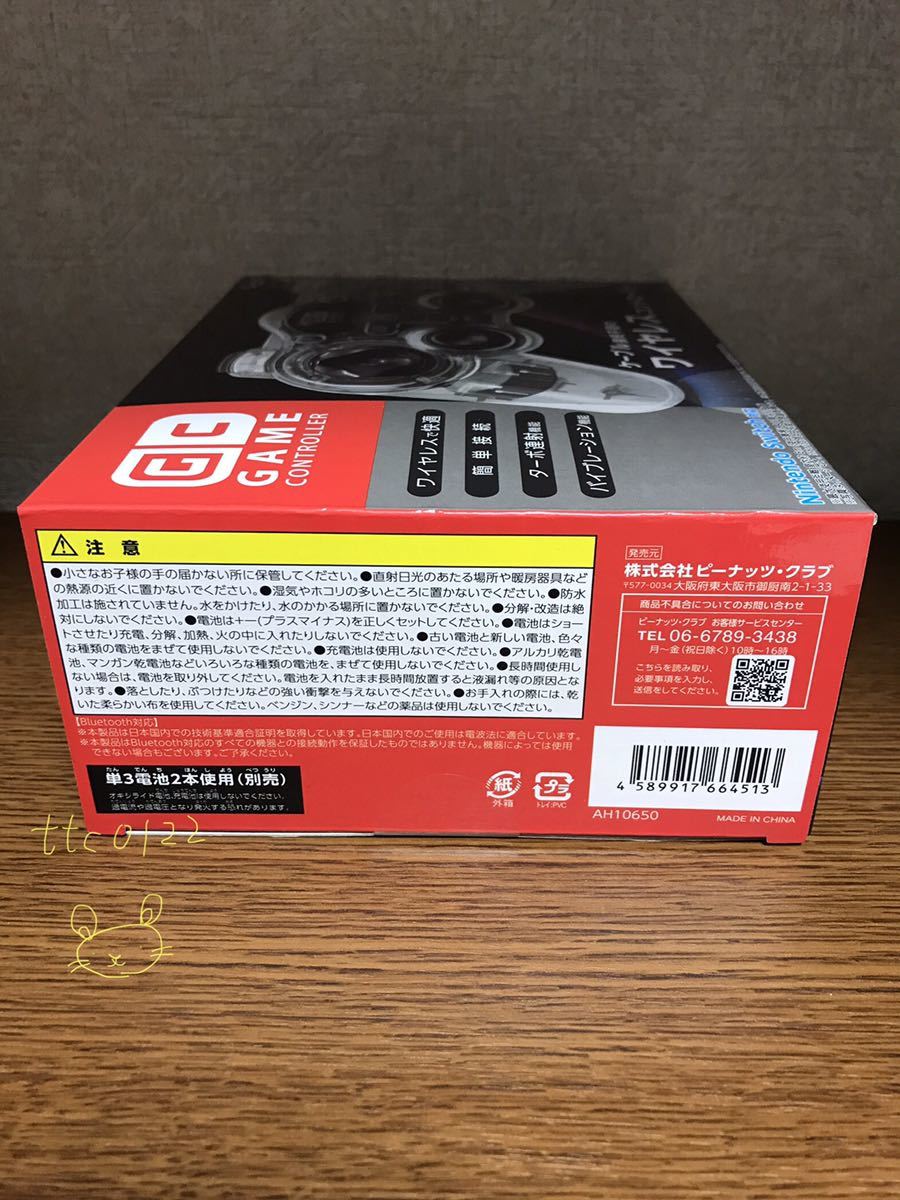 ワイヤレス
GC
GAME
CONTROLLER
ワイヤレスで快適
簡単接続
ターボ連射機能
バイブレーション機能
Nintendo Switch
注意
●小さなお子様の手の届かない所に保管してください。●直射日光のあたる場所や暖房器具など
の熱源の近くに置かないでください。●湿気やホコリの多いところに置かないでください。●防水
加工は施されていません。水をかけたり、水のかかる場所に置かないでください。●分解・改造は絶
対にしないでください。●電池は+−(プラスマイナス)を正しくセットしてください。●電池はショー
トさせたり充電、分解、加熱、火の中に入れたりしないでください。●古い電池と新しい電池、色々
な種類の電池をまぜて使用しないでください。●充電池は使用しないでください。●アルカリ乾電
池、マンガン乾電池などいろいろな種類の電池を、まぜて使用しないでください。●長時間使用し
ない場合は、電池を取り外してください。電池を入れたまま長時間放置すると液漏れ等の原因とな
ります。●落としたり、ぶつけたりなどの強い衝撃を与えないでください。●お手入れの際には、乾
いた柔らかい布を使用してください。ベンジン、シンナーなどの薬品は使用しないでください。
【Bluetooth対応】
※本製品は日本国内での技術基準適合証明を取得しています。日本国内でのご使用は電波法に適合しています。
※本製品はBluetooth対応のすべての機器との接続動作を保証したものではありません。機器によっては使用
できない場合もございます。ご了承ください。
たん でんち ほん しよう べつう
単3電池2本使用(別売)
オキシライド電池、充電池は使用しないでください。
過電流や過電圧となり発火する恐れがあります。
紙
外箱
プラ
トレイ:PVC
発売元
株式会社ピーナッツ・クラブ
〒577-0034 大阪府東大阪市御厨南2-1-33
商品不具合についてのお問い合わせ
ピーナッツ・クラブ お客様サービスセンター
TEL 06-6789-3438
月〜金(祝日除く)10時〜16時
こちらを読み取り、
必要事項を入力し、
送信をしてください。
4 589917 664513
AH10650
MADE IN CHINA
ttc0122